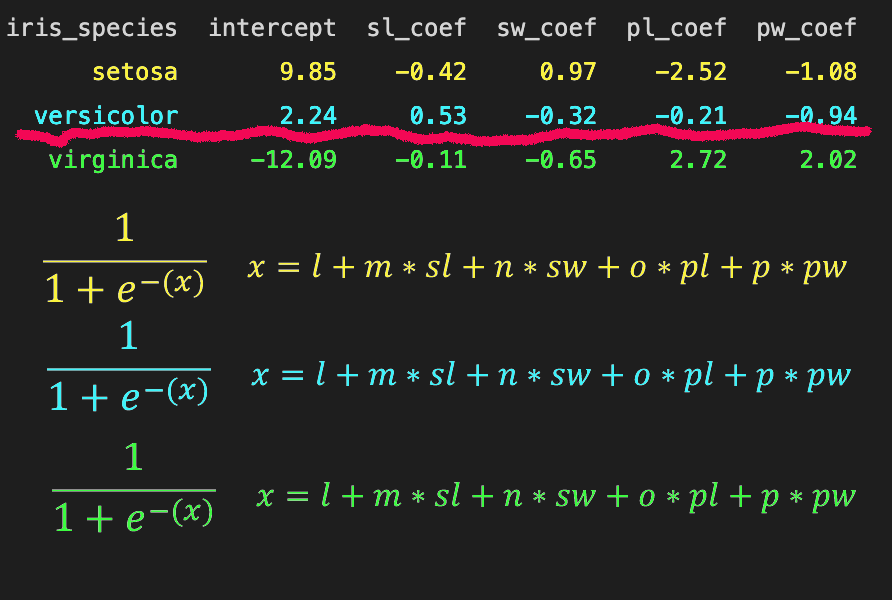 iris_species intercept sl_coef sw_coef pl_coef pw_coef
setosa 9.85 −0.42 0.97 −2.52 −1.08
versicolor 2.24 0.53 −0.32 −0.21 −0.94
virginica −12.09 −0.11 −0.65 2.72 2.02
1
1 + e^−(x) x = l + m * sl + n * sw + o * pl + p * pw
1
1 + e^−(x) x = l + m * sl + n * sw + o * pl + p * pw
1
1 + e^−(x) x = l + m * sl + n * sw + o * pl + p * pw